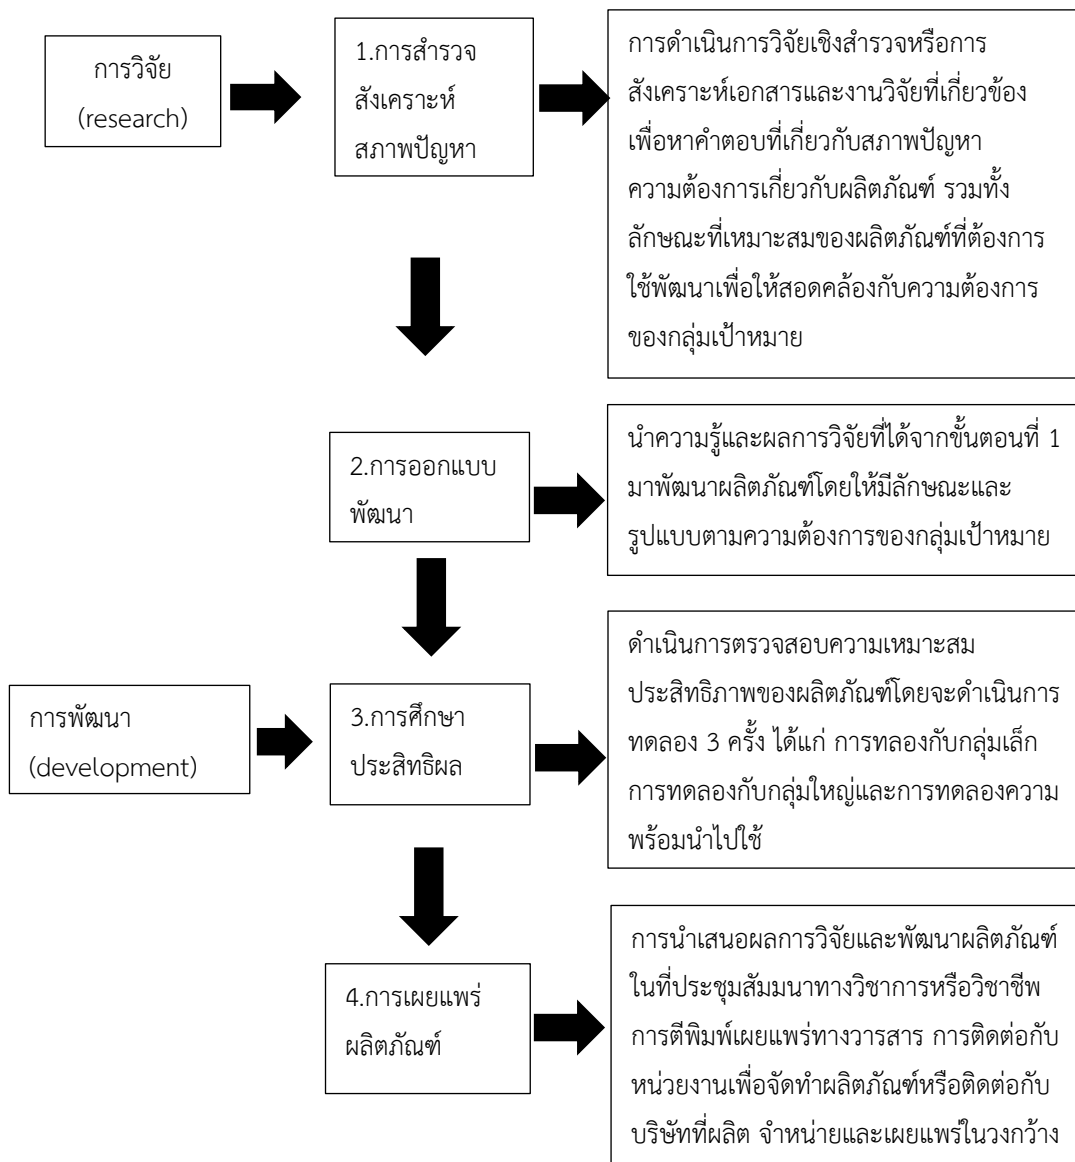 การวิจัย
(research)
1.การสำรวจ
สังเคราะห์
สภาพปัญหา
การดำเนินการวิจัยเชิงสำรวจหรือการ
สังเคราะห์เอกสารและงานวิจัยที่เกี่ยวข้อง
เพื่อหาคำตอบที่เกี่ยวกับสภาพปัญหา
ความต้องการเกี่ยวกับผลิตภัณฑ์ รวมทั้ง
ลักษณะที่เหมาะสมของผลิตภัณฑ์ที่ต้องการ
ใช้พัฒนาเพื่อให้สอดคล้องกับความต้องการ
ของกลุ่มเป้าหมาย
2.การออกแบบ
พัฒนา
นำความรู้และผลการวิจัยที่ได้จากขั้นตอนที่ 1
มาพัฒนาผลิตภัณฑ์โดยให้มีลักษณะและ
รูปแบบตามความต้องการของกลุ่มเป้าหมาย
การพัฒนา
(development)
3.การศึกษา
ประสิทธิผล
ดำเนินการตรวจสอบความเหมาะสม
ประสิทธิภาพของผลิตภัณฑ์โดยจะดำเนินการ
ทดลอง 3 ครั้ง ได้แก่ การทลองกับกลุ่มเล็ก
การทดลองกับกลุ่มใหญ่และการทดลองความ
พร้อมนำไปใช้
4.การเผยแพร่
ผลิตภัณฑ์
การนำเสนอผลการวิจัยและพัฒนาผลิตภัณฑ์
ในที่ประชุมสัมมนาทางวิชาการหรือวิชาชีพ
การตีพิมพ์เผยแพร่ทางวารสาร การติดต่อกับ
หน่วยงานเพื่อจัดทำผลิตภัณฑ์หรือติดต่อกับ
บริษัทที่ผลิต จำหน่ายและเผยแพร่ในวงกว้าง